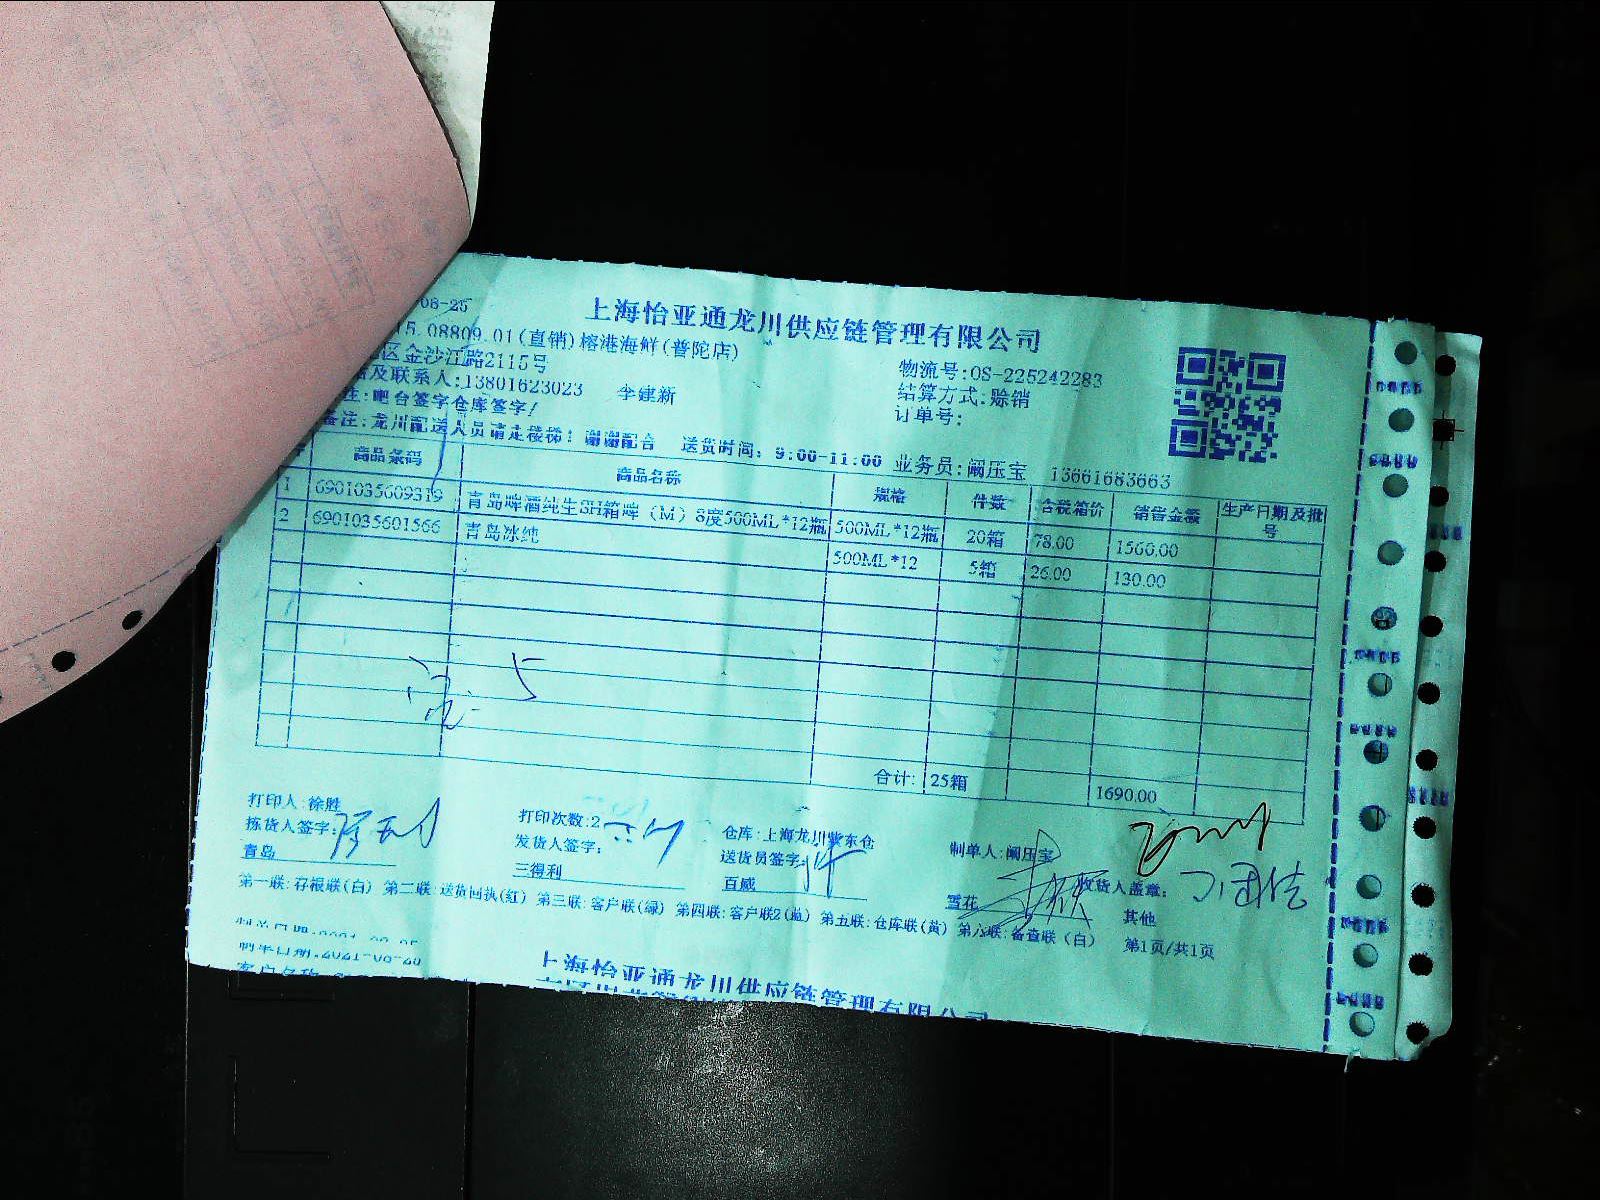 08-25
上海怡亚通龙川供应链管理有限公司
15.08809.01(直销)榕港海鲜(普陀店)
区金沙江路2115号
及联系人:13801623023 李建新
物流号:OS-225242283
结算方式:赊销
订单号:
注:吧台签字仓库签字/
备注:龙川配送人员请走楼梯!谢谢配合 送货时间:9:00-11:00 业务员:阚压宝 13661683663
商品条码 商品名称 规格 件数 含税箱价 销售金额 生产日期及批号
1 6901035609319 青岛啤酒纯生8H箱啤(M)8度500ML*12瓶 500ML*12瓶 20箱 78.00 1560.00
2 6901035601566 青岛冰纯 500ML*12 5箱 26.00 130.00
5
合计: 25箱 1690.00
打印人:徐胜 打印次数:2 仓库:上海龙川冀东仓 制单人:阚压宝 收货人盖章:
拣货人签字: 发货人签字: 送货员签字:
青岛 三得利 百威 雪花 其他
第一联:存根联(白) 第二联:送货回执(红) 第三联:客户联(绿) 第四联:客户联2(蓝) 第五联:仓库联(黄) 第六联:备查联(白) 第1页/共1页
上海怡亚通龙川供应链管理有限公司